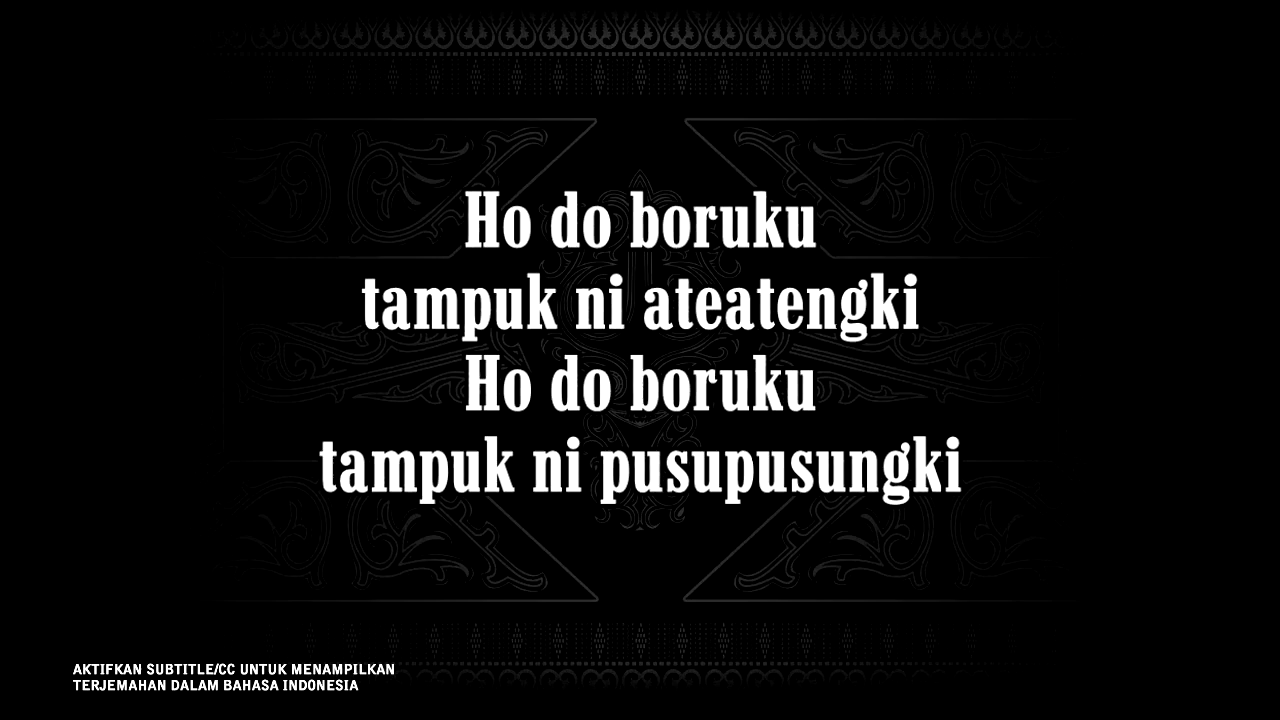 Ho do boruku
tampuk ni ateatengki
Ho do boruku
tampuk ni pusupusungki
AKTIFKAN SUBTITLE/CC UNTUK MENAMPILKAN
TERJEMAHAN DALAM BAHASA INDONESIA